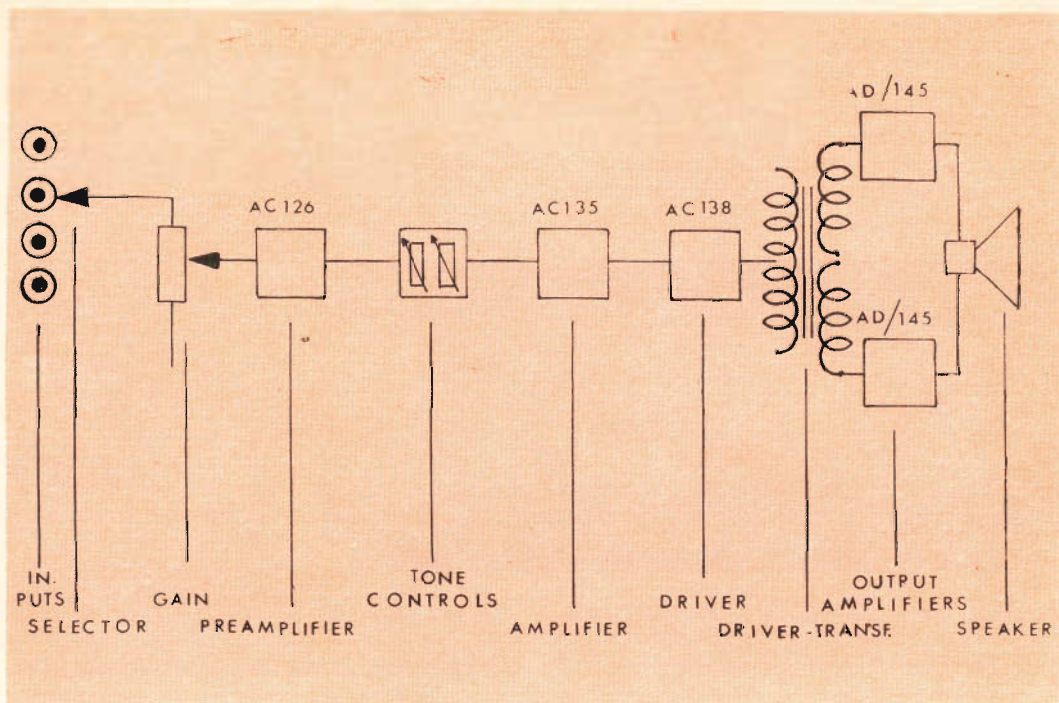 AD/145
AC126
AC135
AC138
AD/145
IN.
PUTS
SELECTOR
GAIN
PREAMPLIFIER
TONE
CONTROLS
AMPLIFIER
DRIVER
DRIVER-TRANSF.
OUTPUT
AMPLIFIERS
SPEAKER